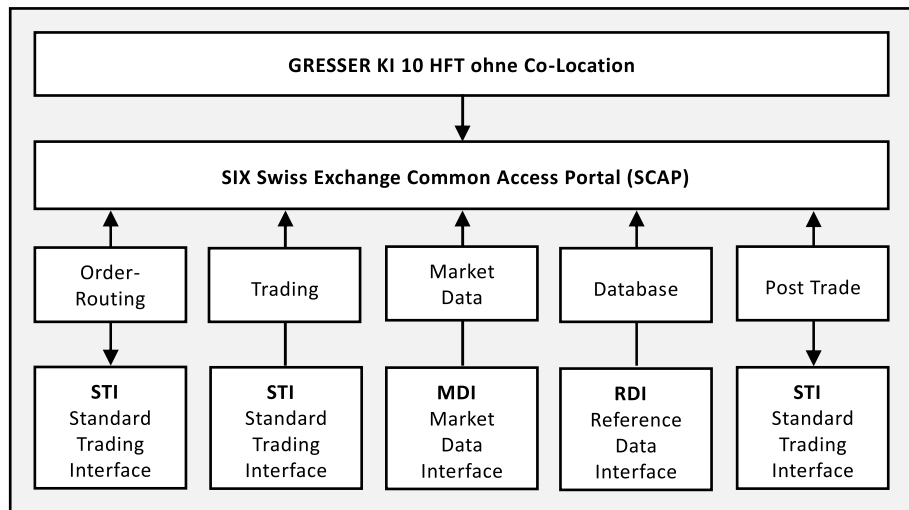 GRESSER KI 10 HFT ohne Co-Location
SIX Swiss Exchange Common Access Portal (SCAP)
Order-
Routing
Trading
Market
Data
Database
Post Trade
STI
Standard
Trading
Interface
STI
Standard
Trading
Interface
MDI
Market
Data
Interface
RDI
Reference
Data
Interface
STI
Standard
Trading
Interface